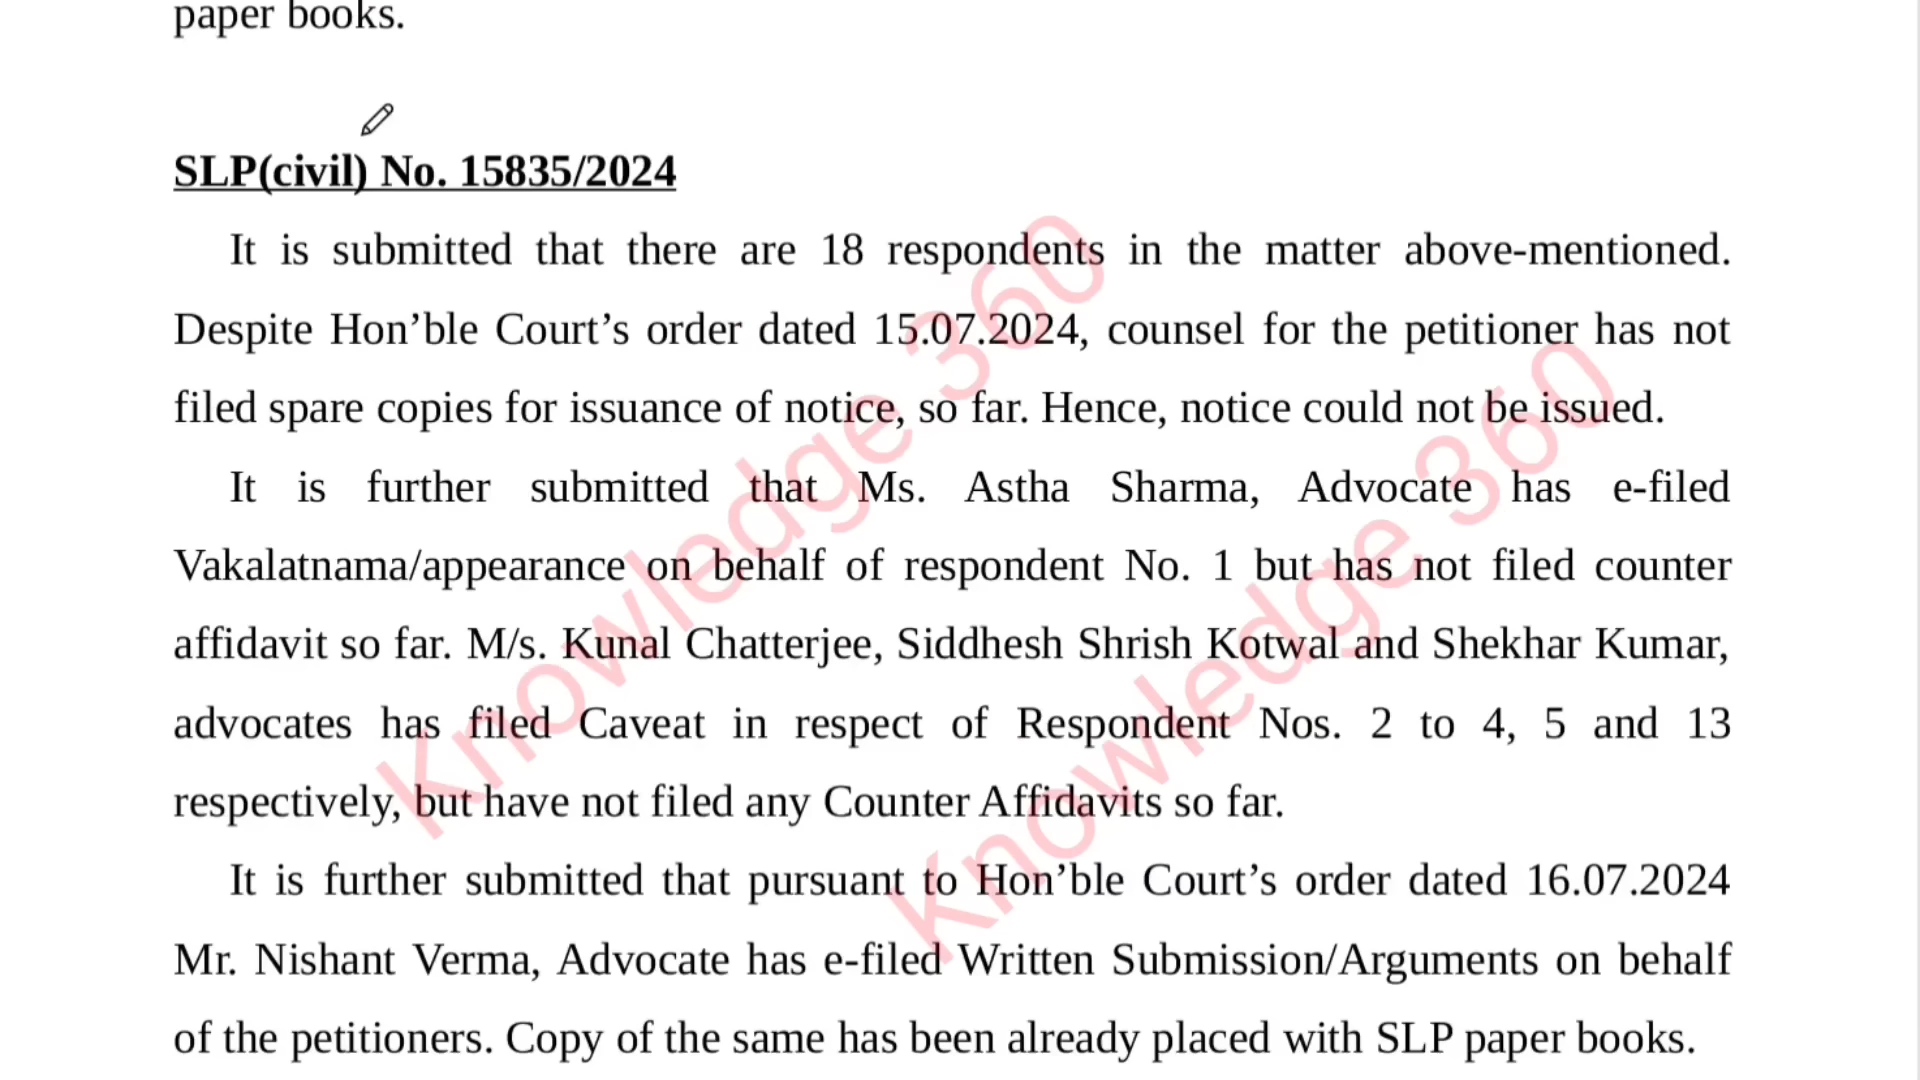 paper books.
SLP(civil) No. 15835/2024
It is submitted that there are 18 respondents in the matter above-mentioned.
Despite Hon’ble Court’s order dated 15.07.2024, counsel for the petitioner has not
filed spare copies for issuance of notice, so far. Hence, notice could not be issued.
It is further submitted that Ms. Astha Sharma, Advocate has e-filed
Vakalatnama/appearance on behalf of respondent No. 1 but has not filed counter
affidavit so far. M/s. Kunal Chatterjee, Siddhesh Shrish Kotwal and Shekhar Kumar,
advocates has filed Caveat in respect of Respondent Nos. 2 to 4, 5 and 13
respectively, but have not filed any Counter Affidavits so far.
It is further submitted that pursuant to Hon’ble Court’s order dated 16.07.2024
Mr. Nishant Verma, Advocate has e-filed Written Submission/Arguments on behalf
of the petitioners. Copy of the same has been already placed with SLP paper books.
Knowledge 360
Knowledge 360